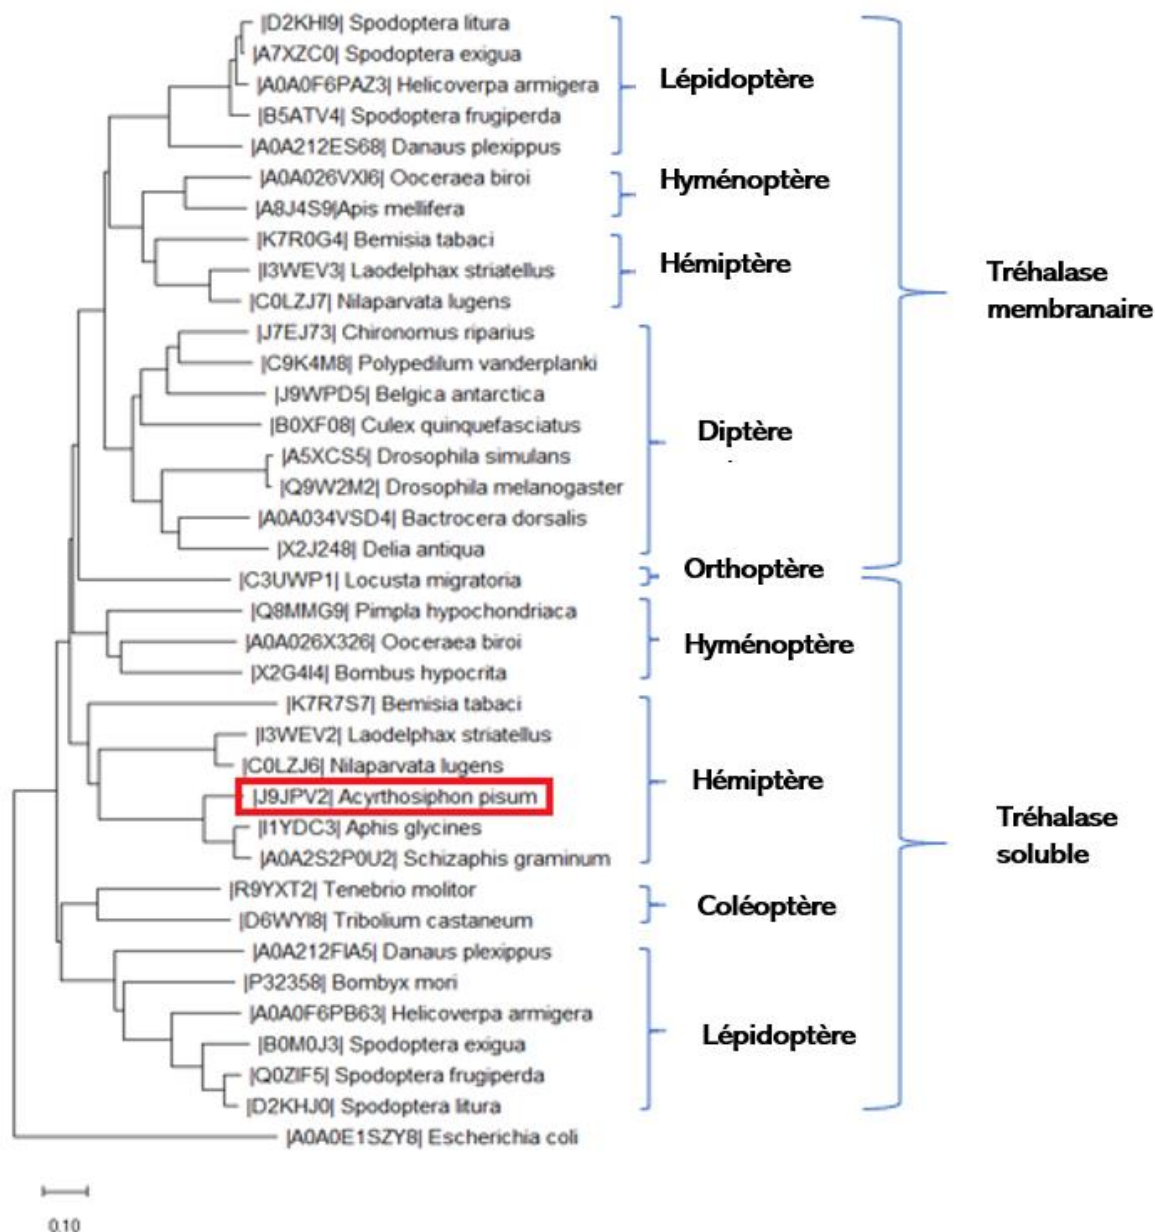 |D2KHI9| Spodoptera litura
|A7XZC0| Spodoptera exigua
|A0A0F6PAZ3| Helicoverpa armigera
|B5ATV4| Spodoptera frugiperda
|A0A212ES68| Danaus plexippus
Lépidoptère
|A0A026VXI6| Ooceraea biroi
|A8J4S9|Apis mellifera
Hyménoptère
|K7R0G4| Bemisia tabaci
|I3WEV3| Laodelphax striatellus
|C0LZJ7| Nilaparvata lugens
Hémiptère
|J7EJ73| Chironomus riparius
|C9K4M8| Polypedilum vanderplanki
|J9WPD5| Belgica antarctica
|B0XF08| Culex quinquefasciatus
|A5XCS5| Drosophila simulans
|Q9W2M2| Drosophila melanogaster
|A0A034VSD4| Bactrocera dorsalis
|X2J248| Delia antiqua
Diptère
Tréhalase
membranaire
|C3UWP1| Locusta migratoria
Orthoptère
|Q8MMG9| Pimpla hypochondriaca
|A0A026X326| Ooceraea biroi
|X2G4I4| Bombus hypocrita
Hyménoptère
|K7R7S7| Bemisia tabaci
|I3WEV2| Laodelphax striatellus
|C0LZJ6| Nilaparvata lugens
|J9JPV2| Acyrthosiphon pisum
|I1YDC3| Aphis glycines
|A0A2S2P0U2| Schizaphis graminum
Hémiptère
|R9YXT2| Tenebrio molitor
|D6WYI8| Tribolium castaneum
Coléoptère
|A0A212FIA5| Danaus plexippus
|P32358| Bombyx mori
|A0A0F6PB63| Helicoverpa armigera
|B0M0J3| Spodoptera exigua
|Q0ZIF5| Spodoptera frugiperda
|D2KHJ0| Spodoptera litura
Lépidoptère
Tréhalase
soluble
|A0A0E1SZY8| Escherichia coli
0.10